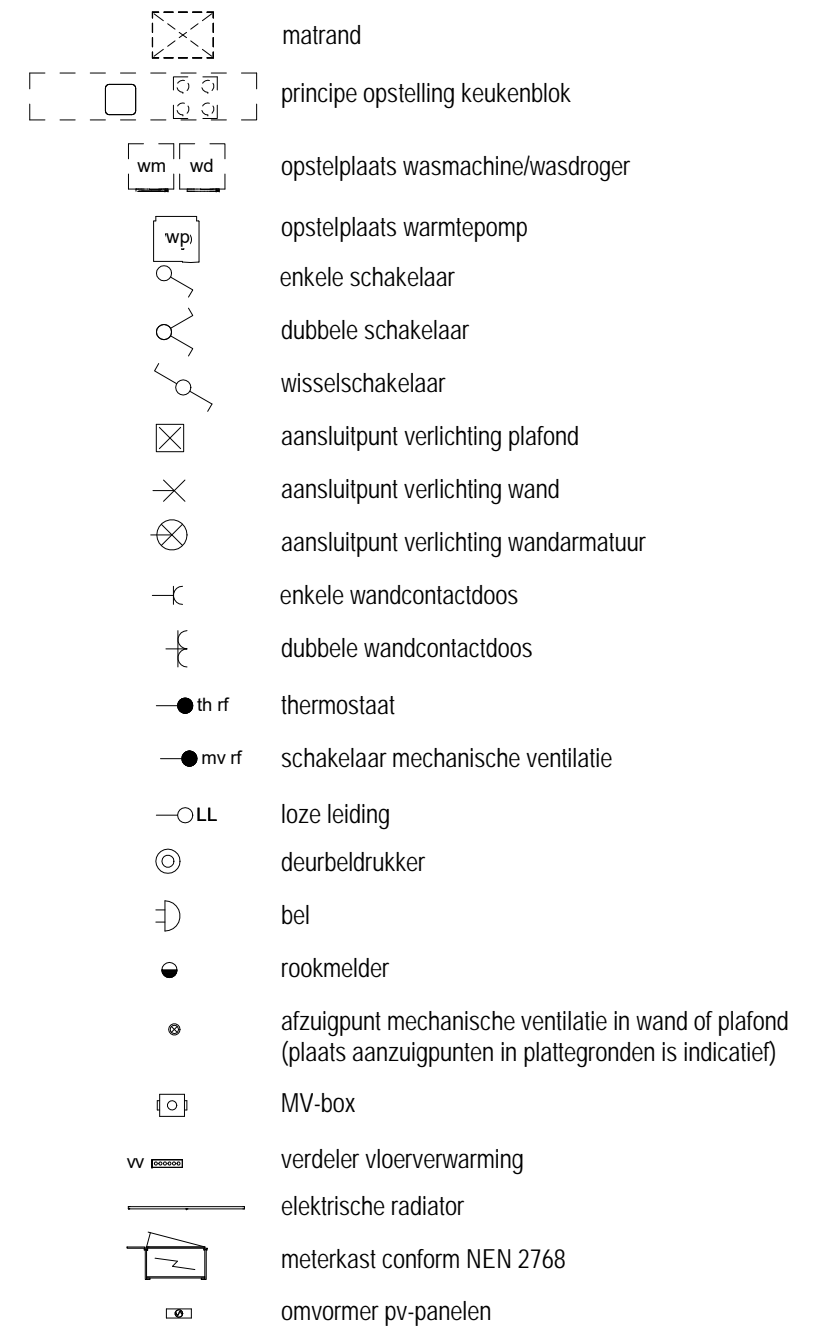 matrand
principe opstelling keukenblok
wm wd opstelplaats wasmachine/wasdroger
wp opstelplaats warmtepomp
enkele schakelaar
dubbele schakelaar
wisselschakelaar
aansluitpunt verlichting plafond
aansluitpunt verlichting wand
aansluitpunt verlichting wandarmatuur
enkele wandcontactdoos
dubbele wandcontactdoos
th rf thermostaat
mv rf schakelaar mechanische ventilatie
LL loze leiding
deurbeldrukker
bel
rookmelder
afzuigpunt mechanische ventilatie in wand of plafond
(plaats aanzuigpunten in plattegronden is indicatief)
MV-box
vv verdeler vloerverwarming
elektrische radiator
meterkast conform NEN 2768
omvormer pv-panelen